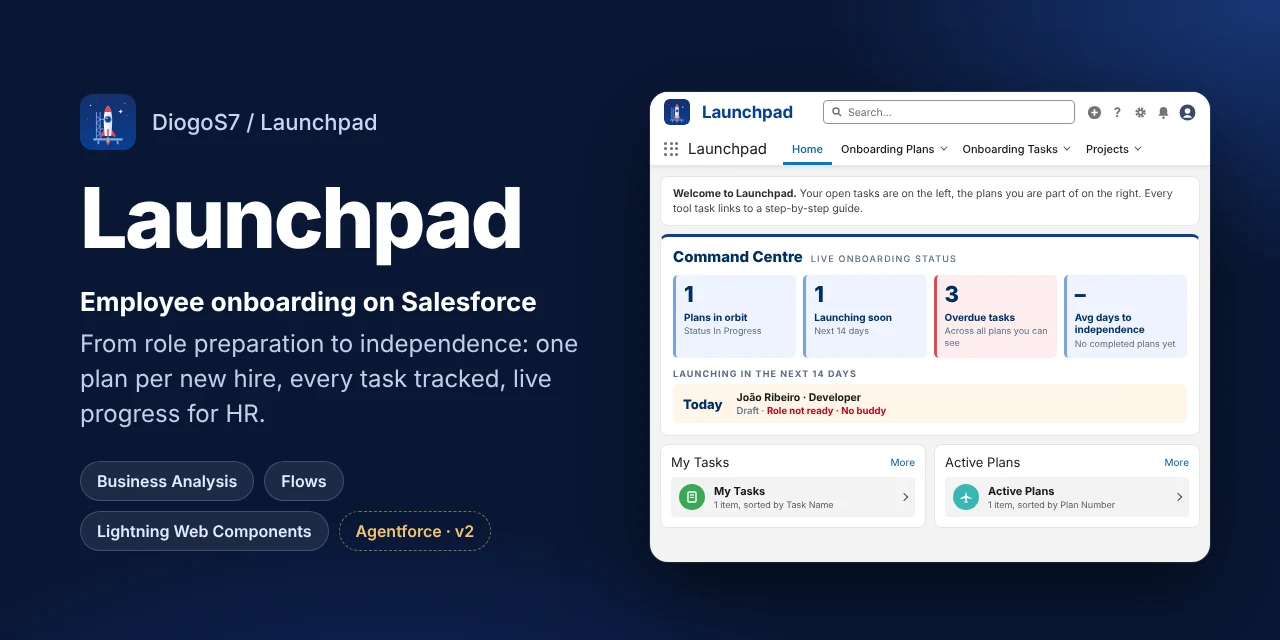 DiogoS7 / Launchpad
Launchpad
Employee onboarding on Salesforce
From role preparation to independence: one
plan per new hire, every task tracked, live
progress for HR.
Business Analysis
Flows
Lightning Web Components
Agentforce · v2
Launchpad
Search...
Launchpad
Home
Onboarding Plans
Onboarding Tasks
Projects
Welcome to Launchpad. Your open tasks are on the left, the plans you are part of on the right. Every
tool task links to a step-by-step guide.
Command Centre LIVE ONBOARDING STATUS
1
Plans in orbit
Status In Progress
1
Launching soon
Next 14 days
3
Overdue tasks
Across all plans you can
see
–
Avg days to
independence
No completed plans yet
LAUNCHING IN THE NEXT 14 DAYS
Today
João Ribeiro · Developer
Draft · Role not ready · No buddy
My Tasks
More
My Tasks
1 item, sorted by Task Name
Active Plans
More
Active Plans
1 item, sorted by Plan Number